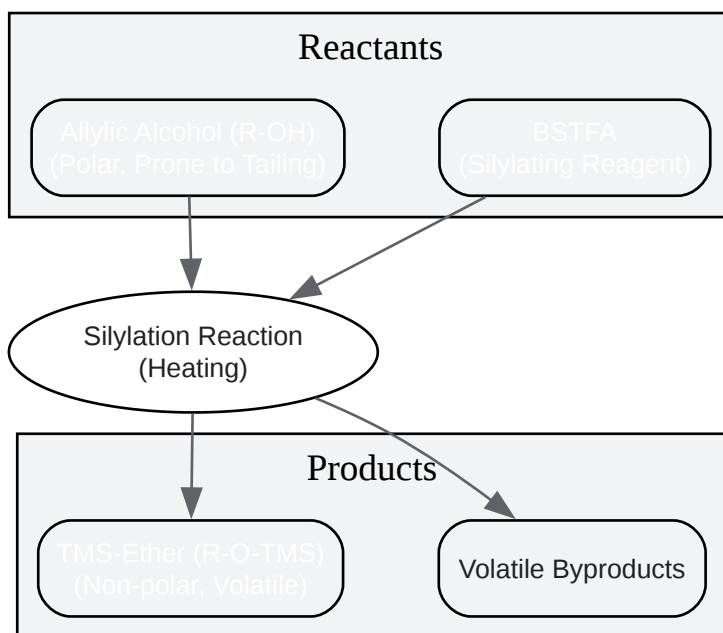 Reactants
Allylic Alcohol (R-OH)
(Polar, Prone to Tailing)
BSTFA
(Silylating Reagent)
Silylation Reaction
(Heating)
Products
TMS-Ether (R-O-TMS)
(Non-polar, Volatile)
Volatile Byproducts